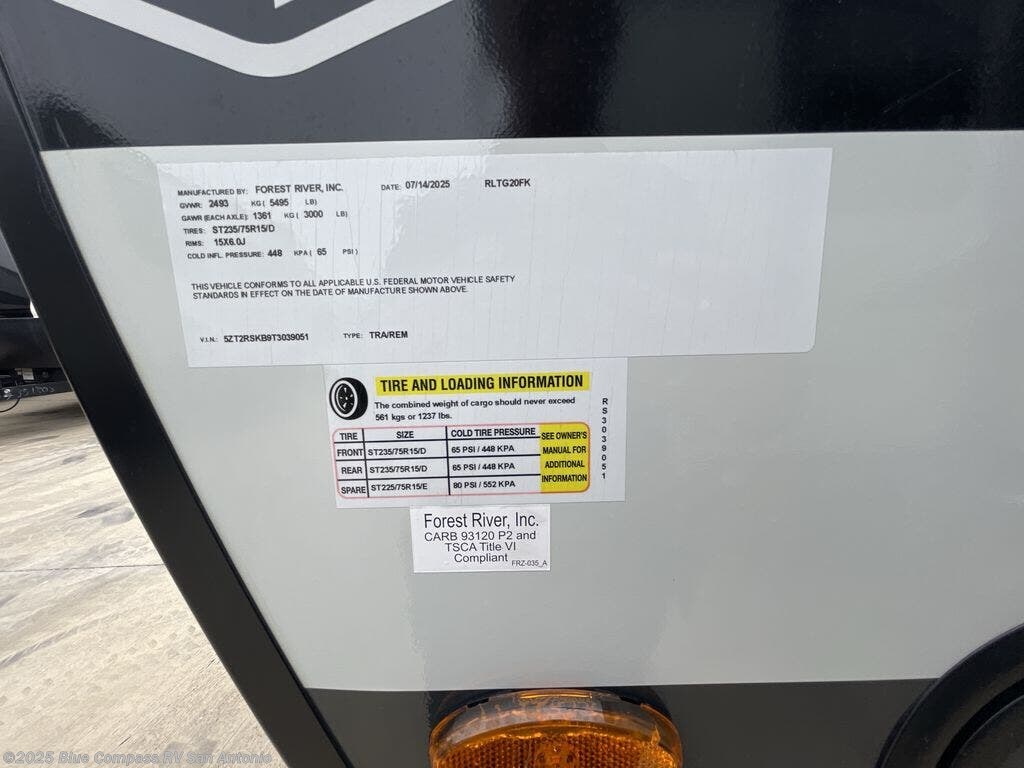 MANUFACTURED BY: FOREST RIVER, INC. DATE: 07/14/2025 RLTG20FK
GVWR: 2493 KG ( 5495 LB)
GAWR (EACH AXLE): 1361 KG ( 3000 LB)
TIRES: ST235/75R15/D
RIMS: 15X6.0J
COLD INFL. PRESSURE: 448 KPA ( 65 PSI )
THIS VEHICLE CONFORMS TO ALL APPLICABLE U.S. FEDERAL MOTOR VEHICLE SAFETY
STANDARDS IN EFFECT ON THE DATE OF MANUFACTURE SHOWN ABOVE.
V.I.N.: 5ZT2RSKB9T3039051 TYPE: TRA/REM
TIRE AND LOADING INFORMATION
The combined weight of cargo should never exceed
561 kgs or 1237 lbs.
TIRE SIZE COLD TIRE PRESSURE
FRONT ST235/75R15/D 65 PSI / 448 KPA
REAR ST235/75R15/D 65 PSI / 448 KPA
SPARE ST225/75R15/E 80 PSI / 552 KPA
SEE OWNER'S
MANUAL FOR
ADDITIONAL
INFORMATION
RS3039051
Forest River, Inc.
CARB 93120 P2 and
TSCA Title VI
Compliant FRZ-035_A
©2025 Blue Compass RV San Antonio